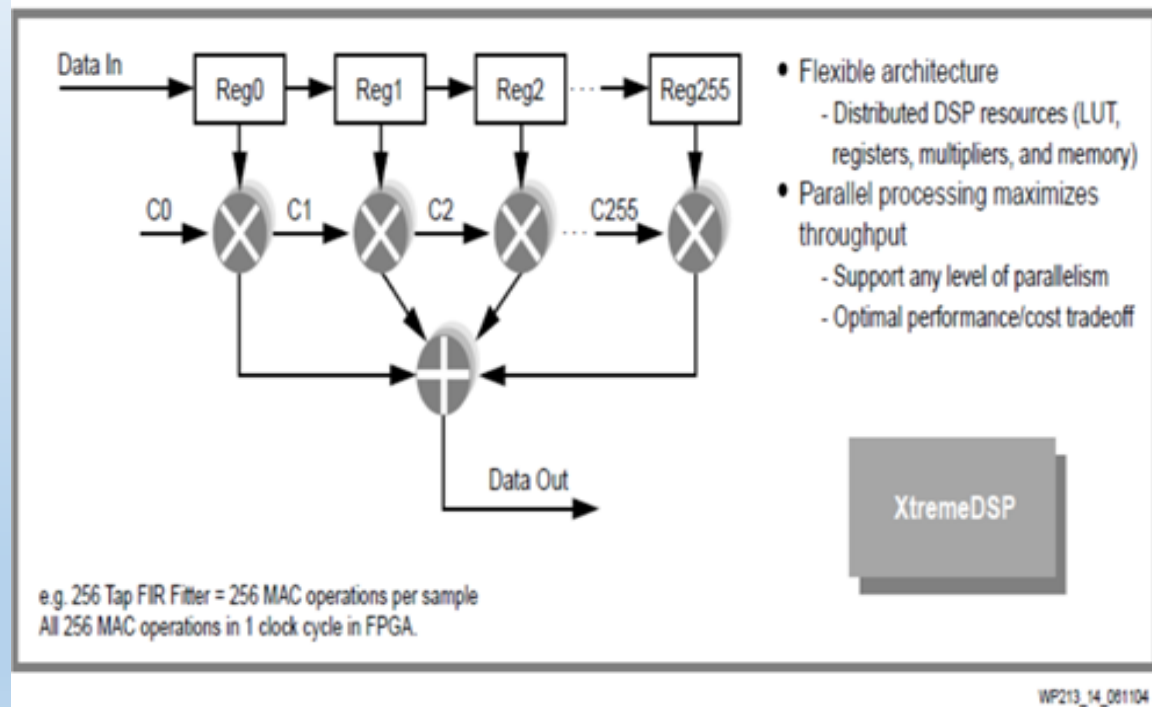 Data In
Reg0
Reg1
Reg2
Reg255
C0
C1
C2
C255
Data Out
• Flexible architecture
- Distributed DSP resources (LUT,
registers, multipliers, and memory)
• Parallel processing maximizes
throughput
- Support any level of parallelism
- Optimal performance/cost tradeoff
XtremeDSP
e.g. 256 Tap FIR Fitter = 256 MAC operations per sample
All 256 MAC operations in 1 clock cycle in FPGA.
WP213_14_081104